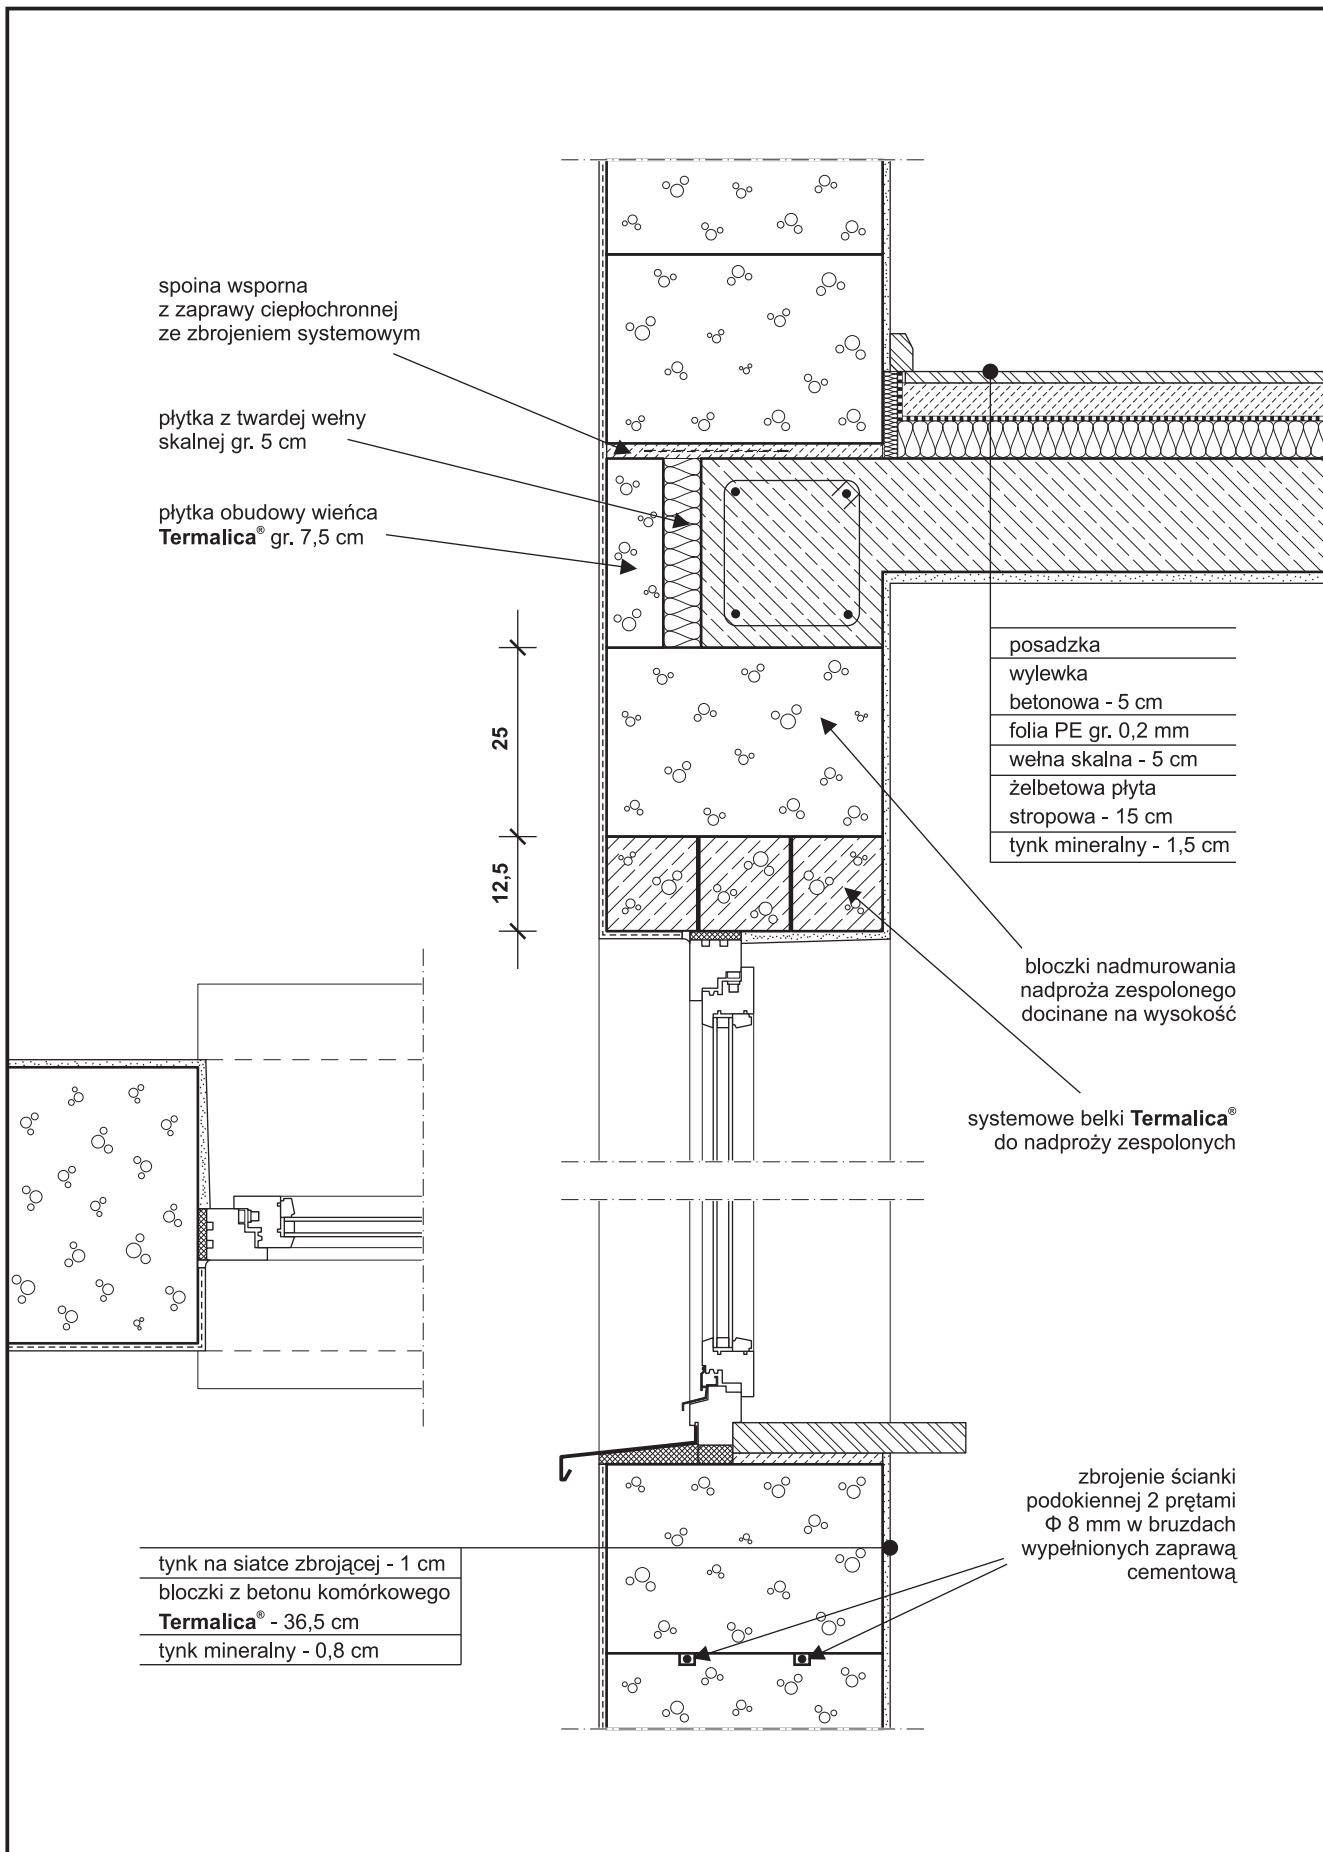 spoina wsporna
z zaprawy ciepłochronnej
ze zbrojeniem systemowym
płytka z twardej wełny
skalnej gr. 5 cm
płytka obudowy wieńca
Termalica® gr. 7,5 cm
25
12,5
posadzka
wylewka
betonowa - 5 cm
folia PE gr. 0,2 mm
wełna skalna - 5 cm
żelbetowa płyta
stropowa - 15 cm
tynk mineralny - 1,5 cm
bloczki nadmurowania
nadproża zespolonego
docinane na wysokość
systemowe belki Termalica®
do nadproży zespolonych
zbrojenie ścianki
podokiennej 2 prętami
Φ 8 mm w bruzdach
wypełnionych zaprawą
cementową
tynk na siatce zbrojącej - 1 cm
bloczki z betonu komórkowego
Termalica® - 36,5 cm
tynk mineralny - 0,8 cm